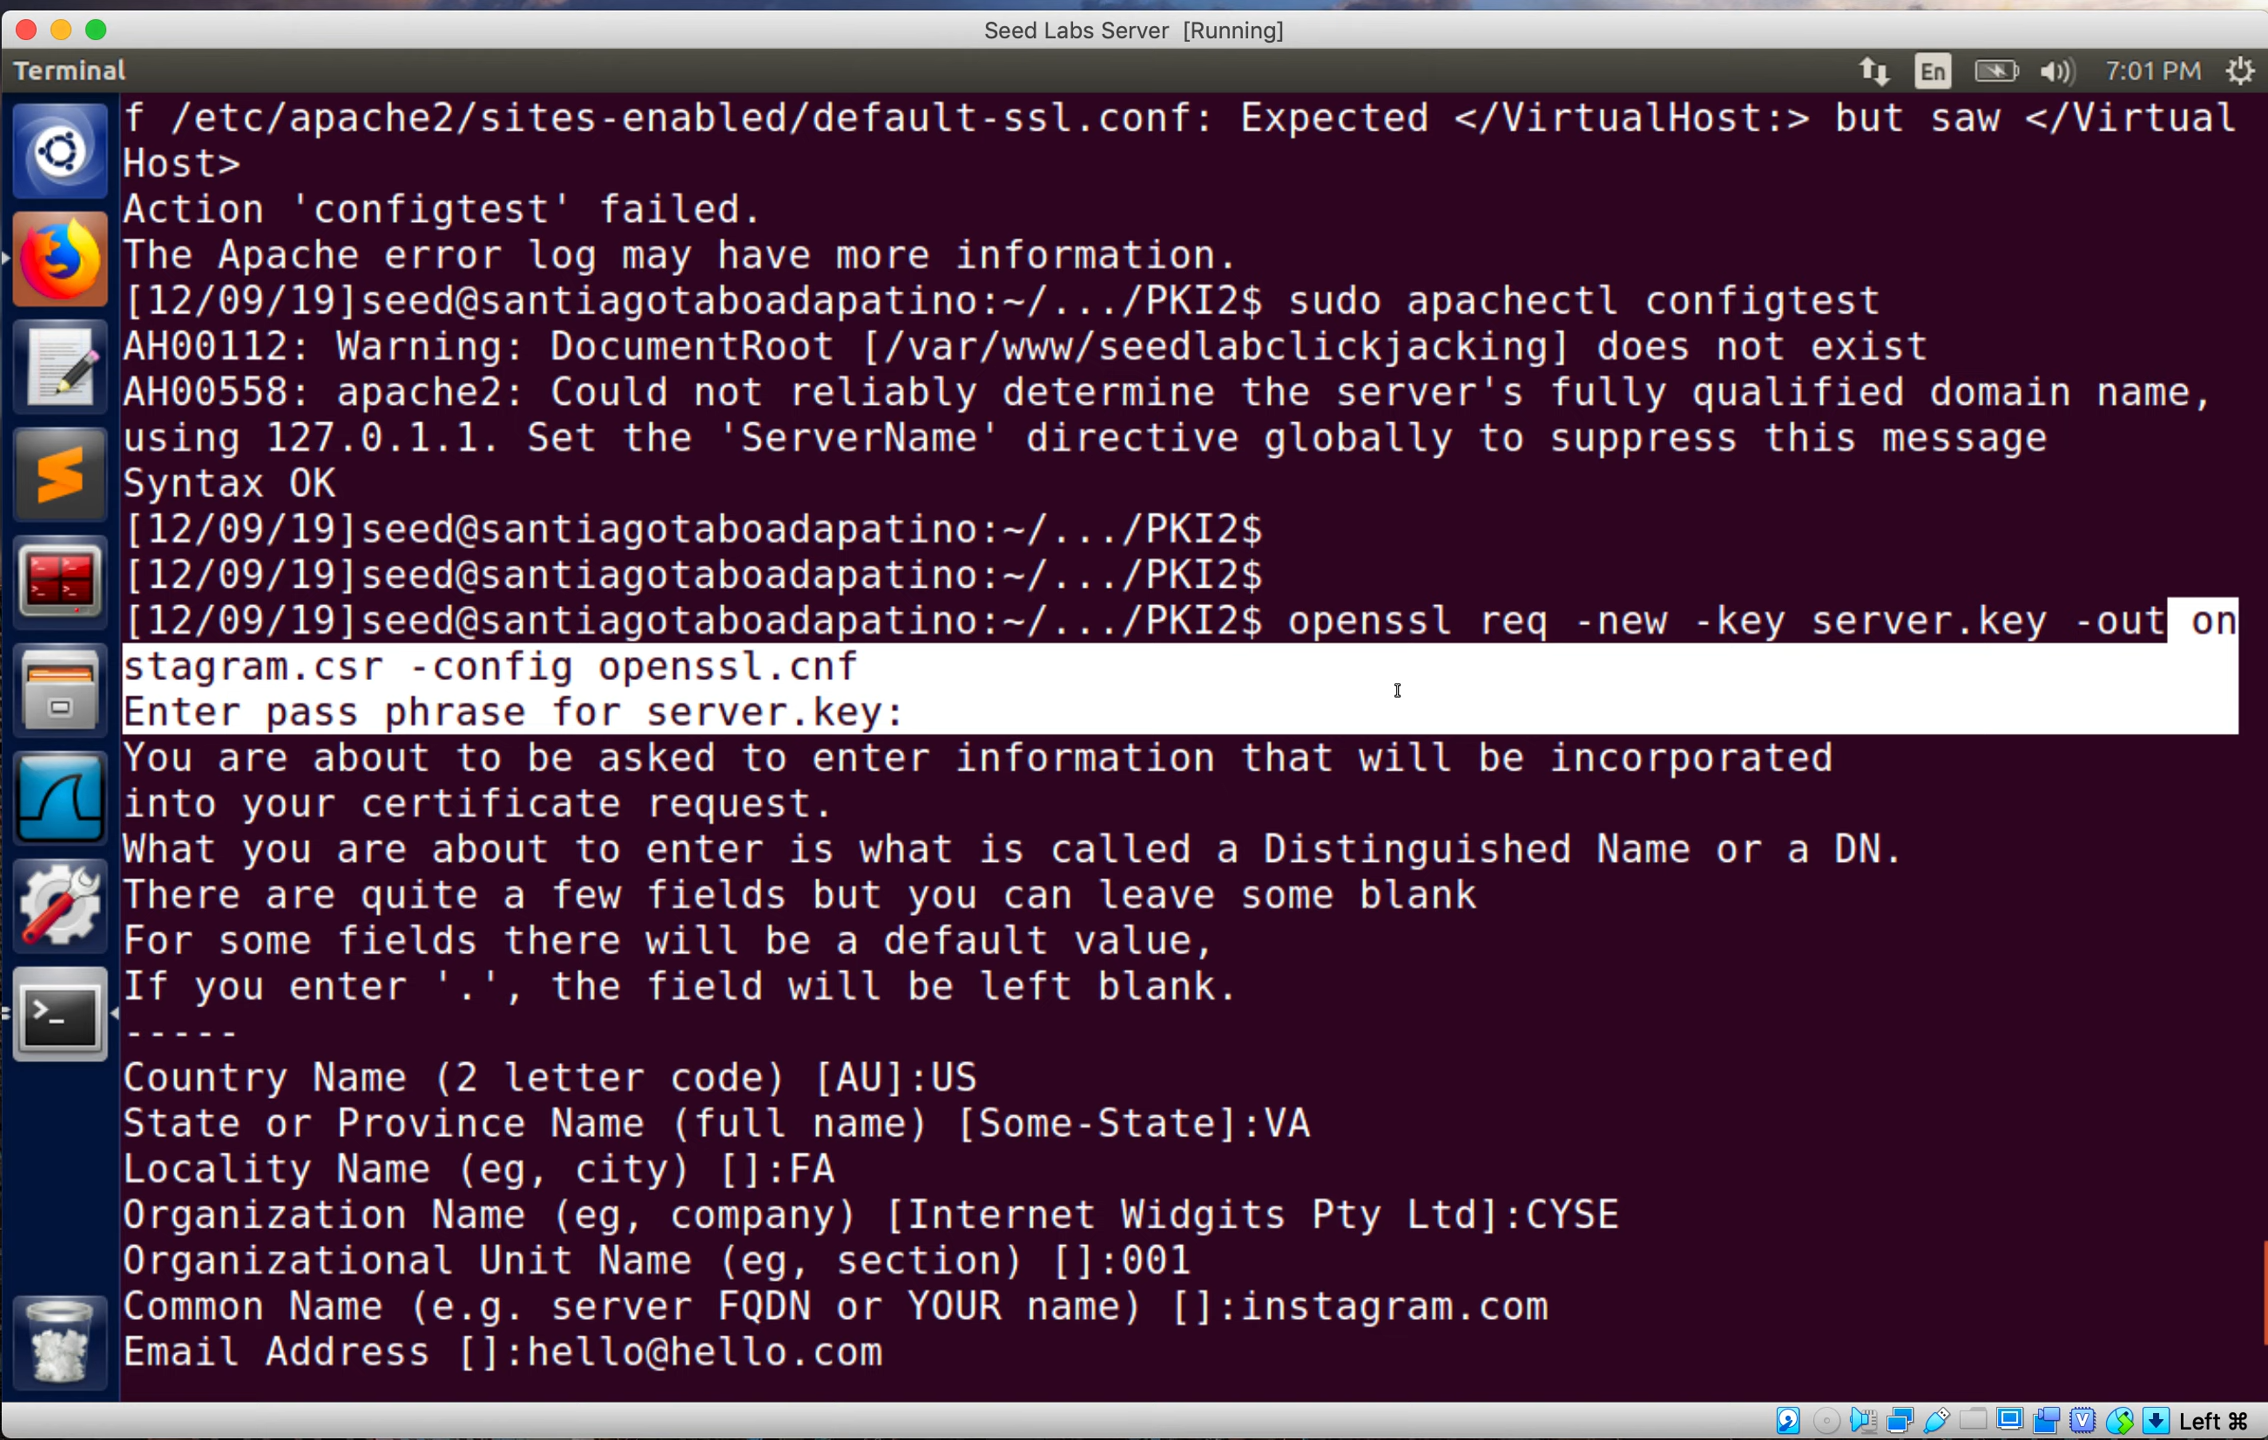 Seed Labs Server [Running]
Terminal
En
7:01 PM
f /etc/apache2/sites-enabled/default-ssl.conf: Expected </VirtualHost:> but saw </Virtual
Host>
Action 'configtest' failed.
The Apache error log may have more information.
[12/09/19]seed@santiagotaboadapatino:~/.../PKI2$ sudo apachectl configtest
AH00112: Warning: DocumentRoot [/var/www/seedlabclickjacking] does not exist
AH00558: apache2: Could not reliably determine the server's fully qualified domain name,
using 127.0.1.1. Set the 'ServerName' directive globally to suppress this message
Syntax OK
[12/09/19]seed@santiagotaboadapatino:~/.../PKI2$
[12/09/19]seed@santiagotaboadapatino:~/.../PKI2$
[12/09/19]seed@santiagotaboadapatino:~/.../PKI2$ openssl req -new -key server.key -out on
stagram.csr -config openssl.cnf
Enter pass phrase for server.key:
You are about to be asked to enter information that will be incorporated
into your certificate request.
What you are about to enter is what is called a Distinguished Name or a DN.
There are quite a few fields but you can leave some blank
For some fields there will be a default value,
If you enter '.', the field will be left blank.
-----
Country Name (2 letter code) [AU]:US
State or Province Name (full name) [Some-State]:VA
Locality Name (eg, city) []:FA
Organization Name (eg, company) [Internet Widgits Pty Ltd]:CYSE
Organizational Unit Name (eg, section) []:001
Common Name (e.g. server FQDN or YOUR name) []:instagram.com
Email Address []:hello@hello.com
Left ⌘